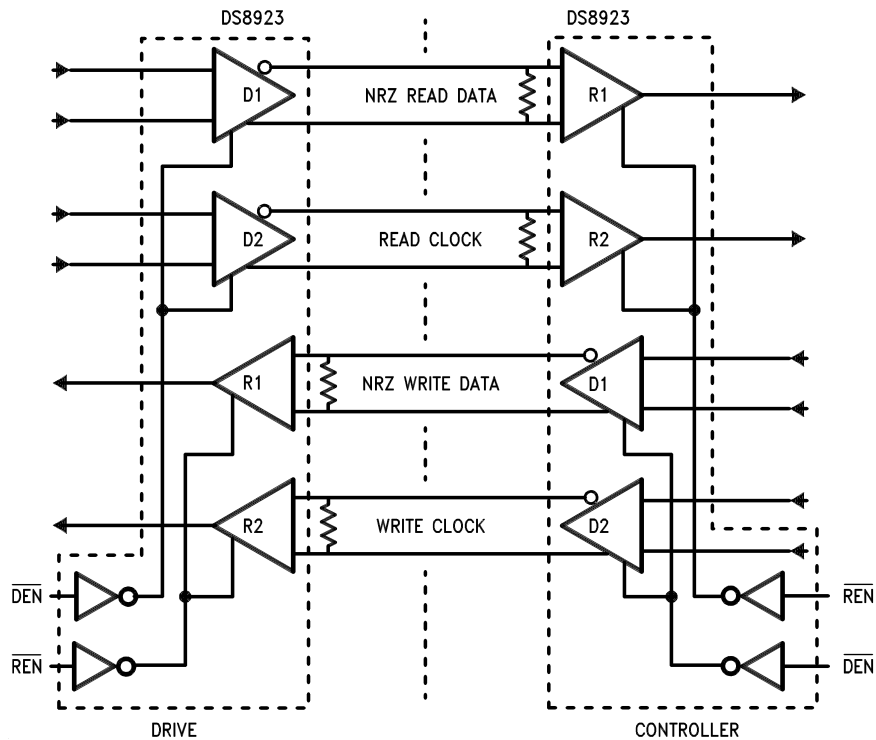 DS8923 DS8923
D1 NRZ READ DATA R1
D2 READ CLOCK R2
R1 NRZ WRITE DATA D1
R2 WRITE CLOCK D2
DEN REN
REN DEN
DRIVE CONTROLLER